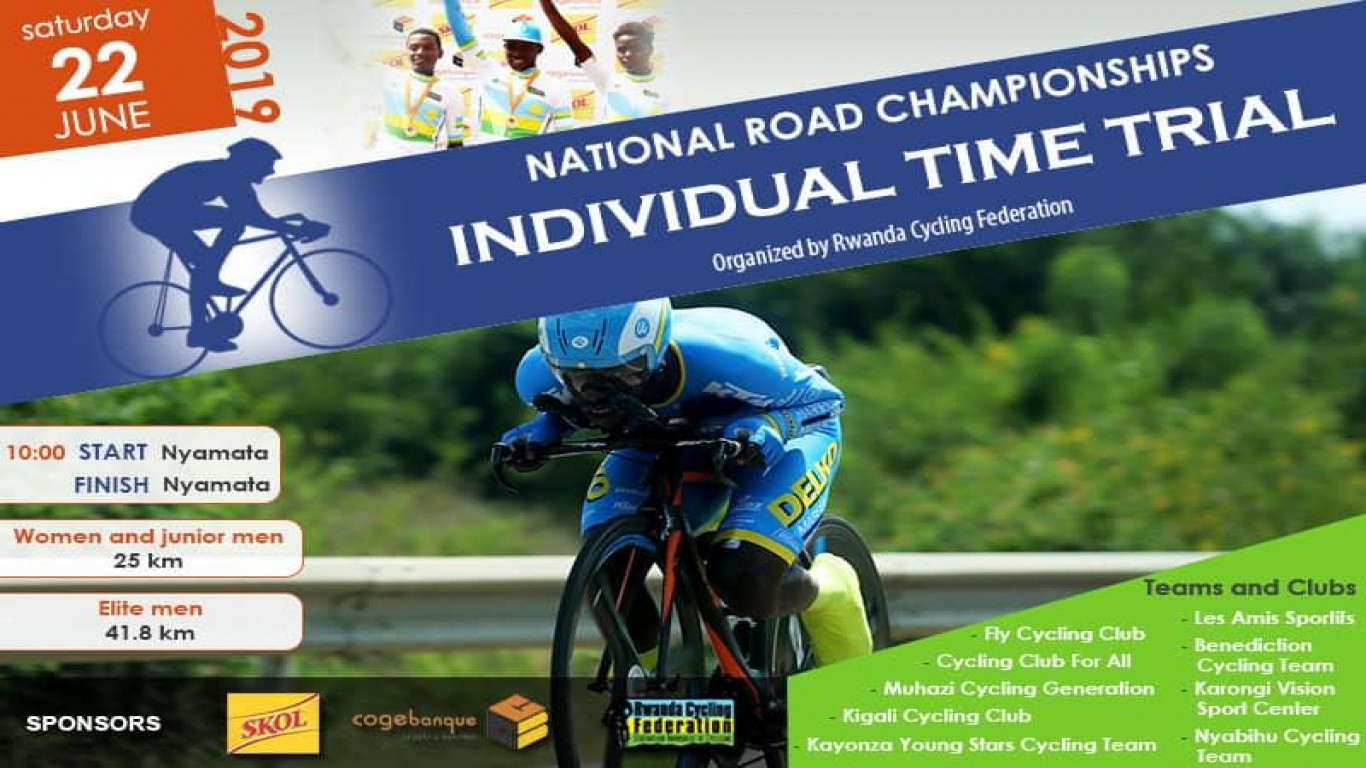 saturday
22
JUNE
2019
NATIONAL ROAD CHAMPIONSHIPS
INDIVIDUAL TIME TRIAL
Organized by Rwanda Cycling Federation
10:00 START Nyamata
FINISH Nyamata
Women and junior men
25 km
Elite men
41.8 km
DELKO
Teams and Clubs
- Fly Cycling Club
- Cycling Club For All
- Muhazi Cycling Generation
- Kigali Cycling Club
- Kayonza Young Stars Cycling Team
- Les Amis Sportifs
- Benediction
Cycling Team
- Karongi Vision
Sport Center
- Nyabihu Cycling
Team
SPONSORS
SKOL
cogebanque
Rwanda Cycling
Federation